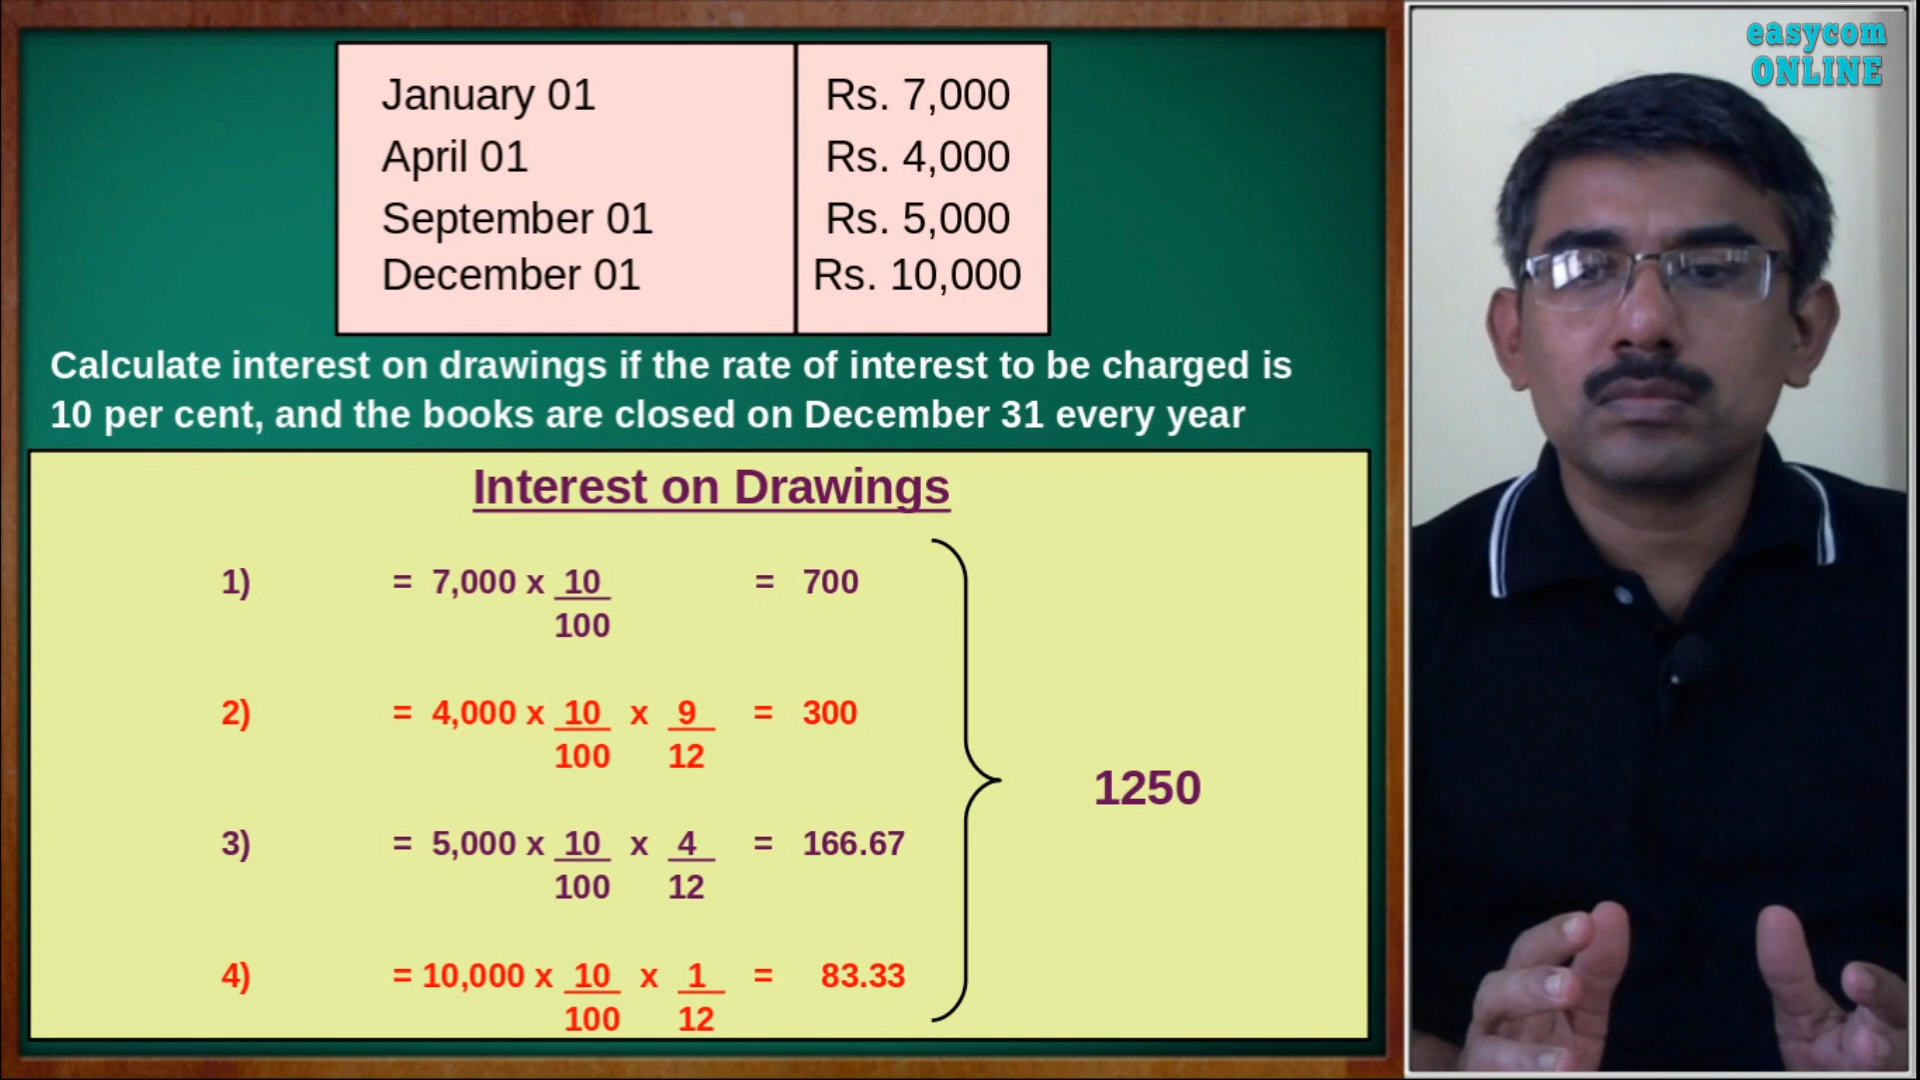 easycom
ONLINE
January 01 Rs. 7,000
April 01 Rs. 4,000
September 01 Rs. 5,000
December 01 Rs. 10,000
Calculate interest on drawings if the rate of interest to be charged is
10 per cent, and the books are closed on December 31 every year
Interest on Drawings
1) = 7,000 x 10 = 700
100
2) = 4,000 x 10 x 9 = 300
100 12
3) = 5,000 x 10 x 4 = 166.67
100 12
4) = 10,000 x 10 x 1 = 83.33
100 12
1250